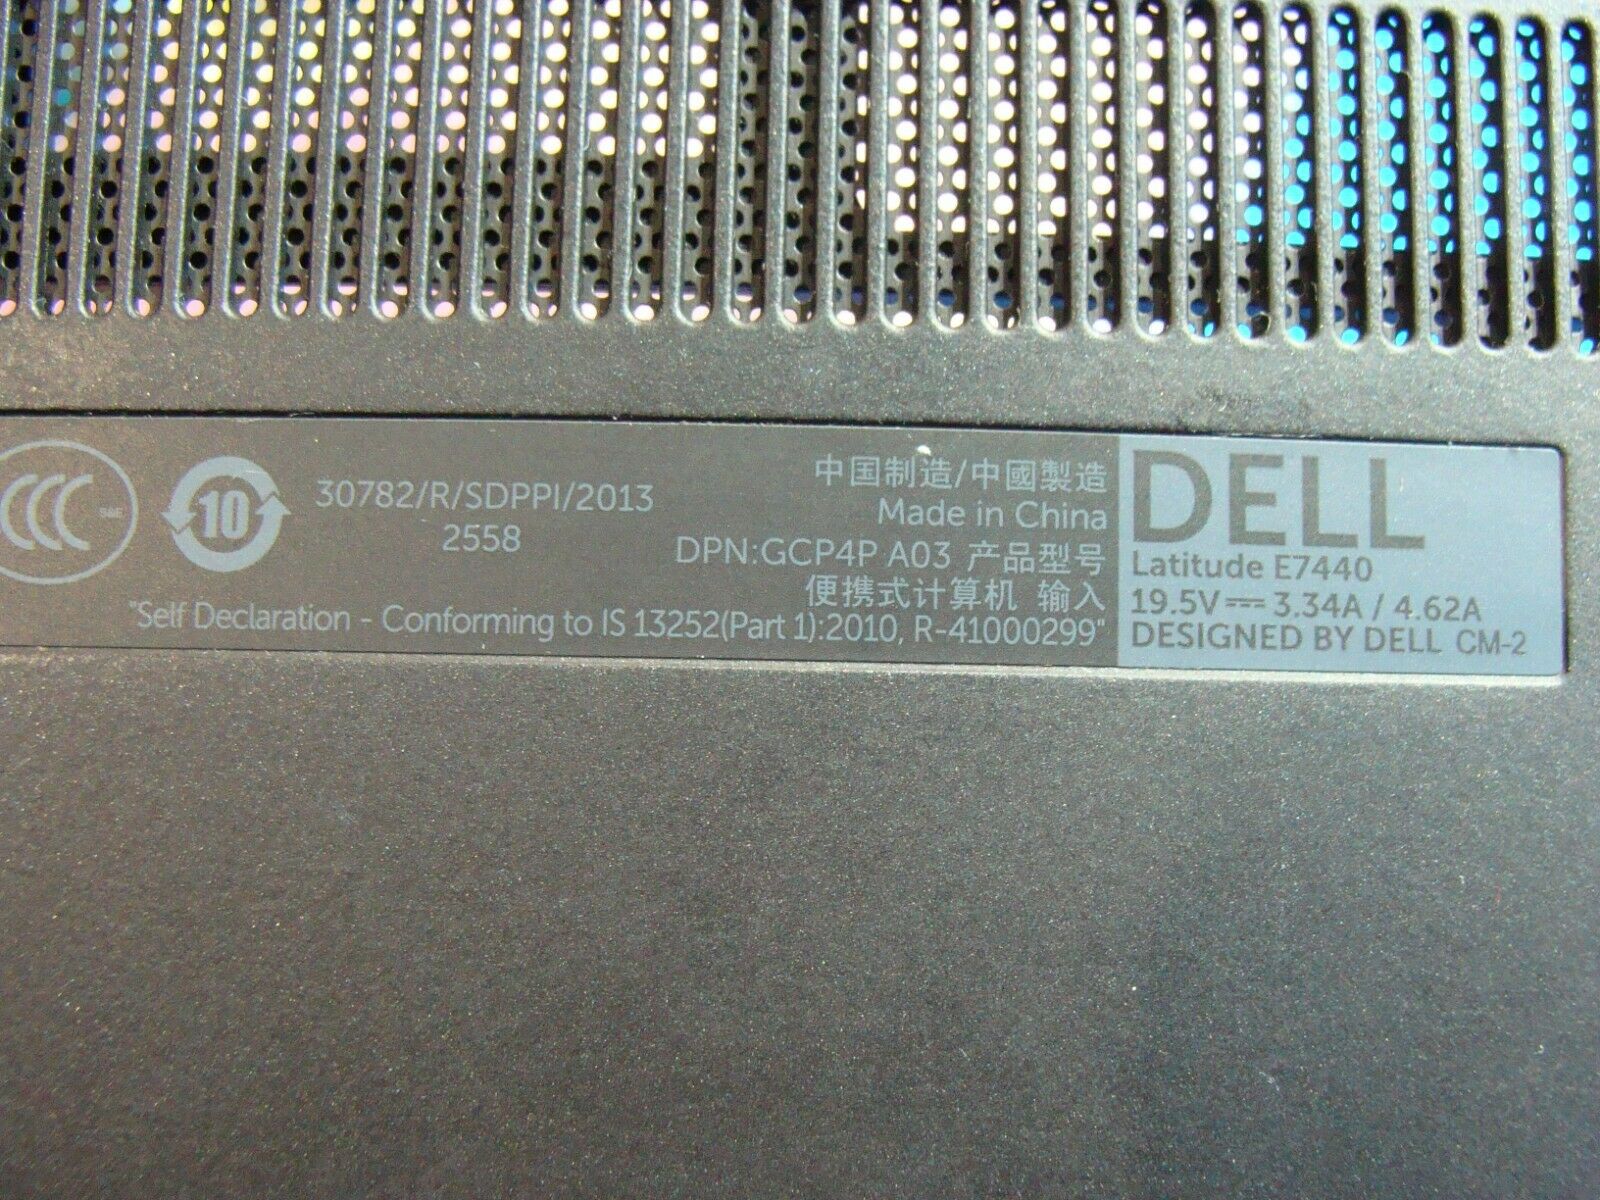 CCC S&E
10
30782/R/SDPPI/2013
2558
中国制造/中國製造
Made in China
DPN:GCP4P A03 产品型号
便携式计算机 输入
"Self Declaration - Conforming to IS 13252(Part 1):2010, R-41000299"
DELL
Latitude E7440
19.5V⎓3.34A / 4.62A
DESIGNED BY DELL CM-2